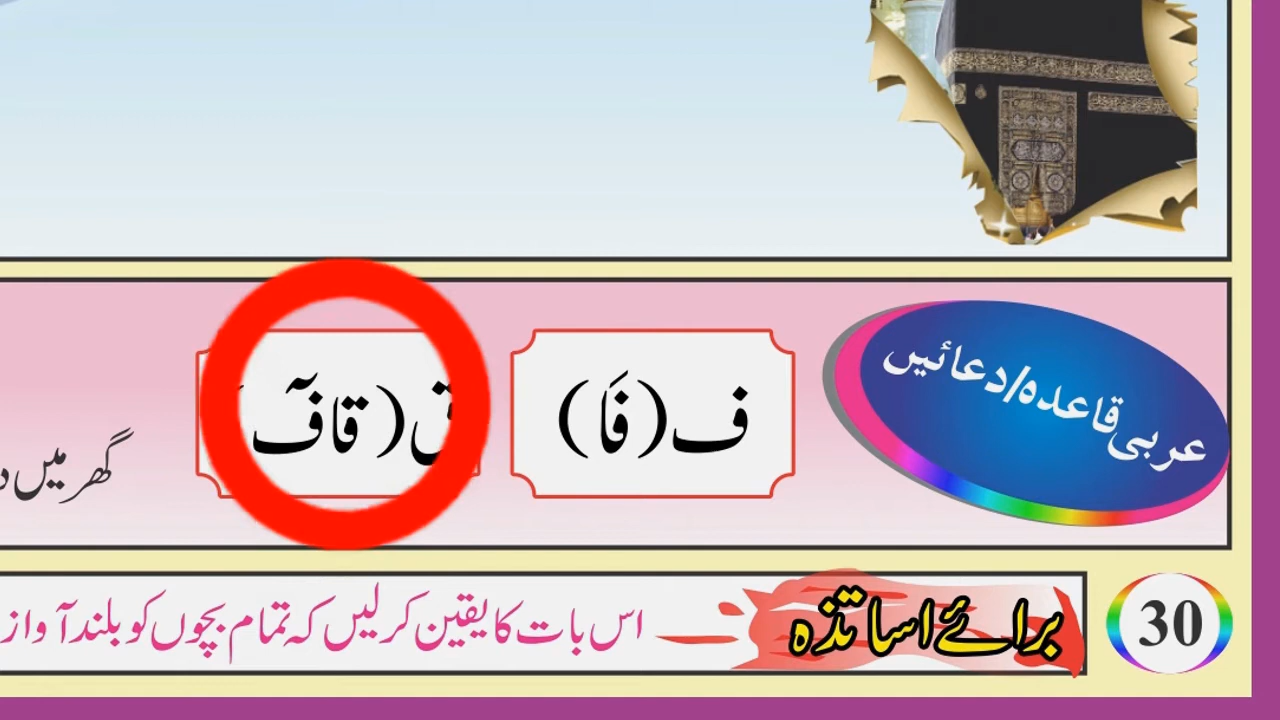 عربی قاعدہ/دعائیں
ف (فَا)
ق (قافٓ
گھر میں
برائے اساتذہ
اس بات کا یقین کرلیں کہ تمام بچوں کو بلند آواز
30